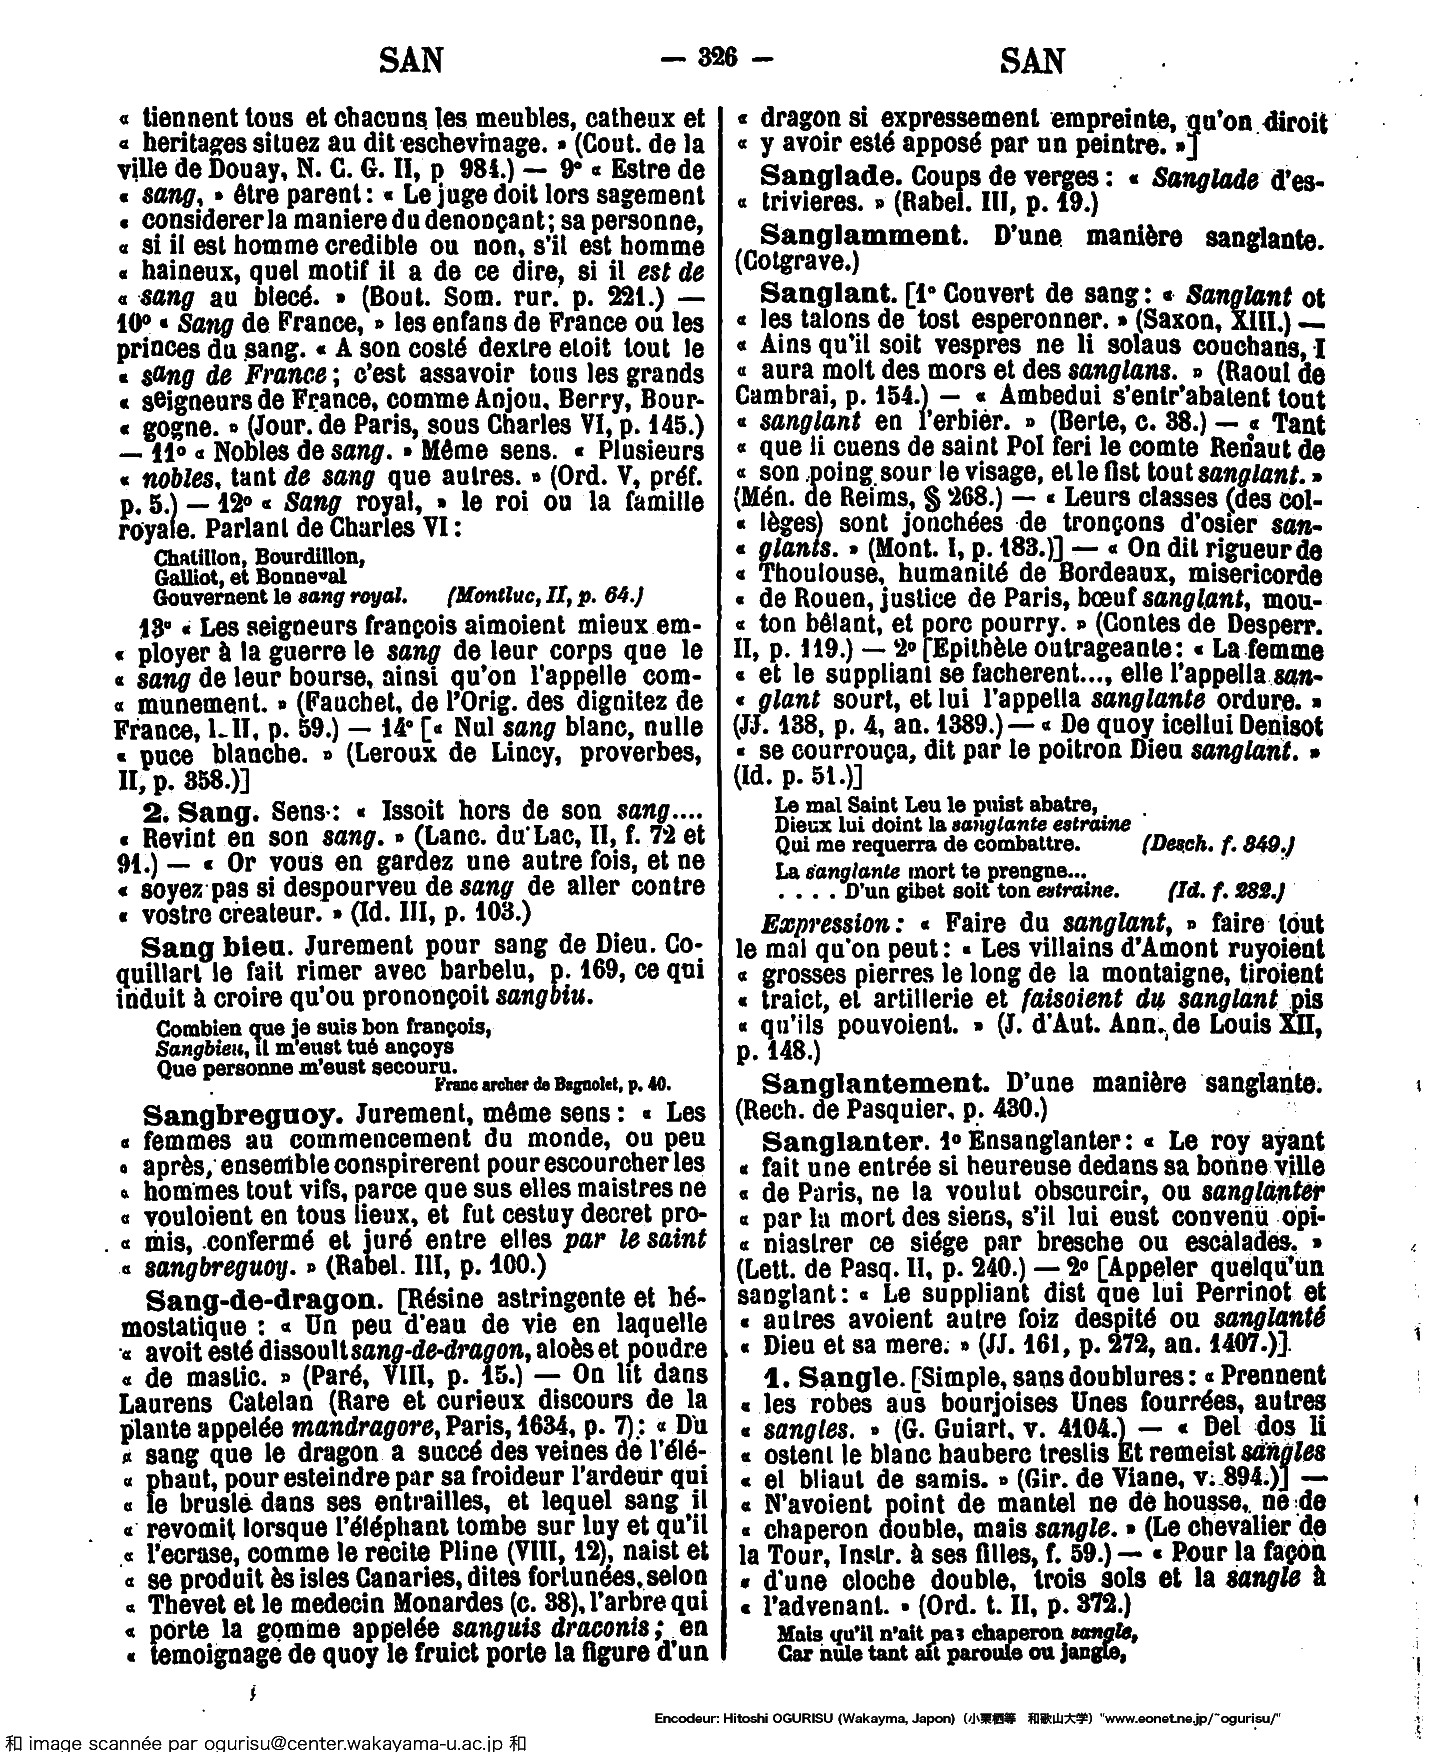 SAN — 326 — SAN
« tiennent tous et chacuns les meubles, catheux et
« heritages situez au dit eschevinage. » (Cout. de la
ville de Douay, N. C. G. II, p 984.) — 9° « Estre de
« sang, » être parent : « Le juge doit lors sagement
« considerer la maniere du denonçant ; sa personne,
« si il est homme credible ou non, s'il est homme
« haineux, quel motif il a de ce dire, si il est de
« sang au blecé. » (Bout. Som. rur. p. 221.) —
10° « Sang de France, » les enfans de France ou les
princes du sang. « A son costé dextre etoit tout le
« sang de France ; c'est assavoir tous les grands
« seigneurs de France, comme Anjou, Berry, Bour-
« gogne. » (Jour. de Paris, sous Charles VI, p. 145.)
— 11° « Nobles de sang. » Même sens. « Plusieurs
« nobles, tant de sang que autres. » (Ord. V, préf.
p. 5.) — 12° « Sang royal, » le roi ou la famille
royale. Parlant de Charles VI :
Chatillon, Bourdillon,
Galliot, et Bonneval
Gouvernent le sang royal. (Montluc, II, p. 64.)
13° « Les seigneurs françois aimoient mieux em-
« ployer à la guerre le sang de leur corps que le
« sang de leur bourse, ainsi qu'on l'appelle com-
« munement. » (Fauchet, de l'Orig. des dignitez de
France, l. II, p. 59.) — 14° [« Nul sang blanc, nulle
« puce blanche. » (Leroux de Lincy, proverbes,
II, p. 358.)]
2. Sang. Sens : « Issoit hors de son sang....
« Revint en son sang. » (Lanc. du Lac, II, f. 72 et
91.) — « Or vous en gardez une autre fois, et ne
« soyez pas si despourveu de sang de aller contre
« vostre createur. » (Id. III, p. 103.)
Sang bieu. Jurement pour sang de Dieu. Co-
quillart le fait rimer avec barbelu, p. 169, ce qui
induit à croire qu'ou prononçoit sangbiu.
Combien que je suis bon françois,
Sangbieu, il m'eust tué ançoys
Que personne m'eust secouru.
Franc archer de Bagnolet, p. 40.
Sangbreguoy. Jurement, même sens : « Les
« femmes au commencement du monde, ou peu
« après, ensemble conspirerent pour escourcher les
« hommes tout vifs, parce que sus elles maistres ne
« vouloient en tous lieux, et fut cestuy decret pro-
« mis, confermé et juré entre elles par le saint
« sangbreguoy. » (Rabel. III, p. 100.)
Sang-de-dragon. [Résine astringente et hé-
mostatique : « Un peu d'eau de vie en laquelle
« avoit esté dissoult sang-de-dragon, aloès et poudre
« de mastic. » (Paré, VIII, p. 15.) — On lit dans
Laurens Catelan (Rare et curieux discours de la
plante appelée mandragore, Paris, 1634, p. 7) : « Du
« sang que le dragon a succé des veines de l'élé-
« phaut, pour esteindre par sa froideur l'ardeur qui
« le brusle dans ses entrailles, et lequel sang il
« revomit lorsque l'éléphant tombe sur luy et qu'il
« l'ecrase, comme le recite Pline (VIII, 12), naist et
« se produit ès isles Canaries, dites fortunées, selon
« Thevet et le medecin Monardes (c. 38), l'arbre qui
« porte la gomme appelée sanguis draconis ; en
« temoignage de quoy le fruict porte la figure d'un
« dragon si expressement empreinte, qu'on diroit
« y avoir esté apposé par un peintre. »]
Sanglade. Coups de verges : « Sanglade d'es-
« trivieres. » (Rabel. III, p. 19.)
Sanglamment. D'une manière sanglante.
(Cotgrave.)
Sanglant. [1° Couvert de sang : « Sanglant ot
« les talons de tost esperonner. » (Saxon, XIII.) —
« Ains qu'il soit vespres ne li solaus couchans, I
« aura molt des mors et des sanglans. » (Raoul de
Cambrai, p. 154.) — « Ambedui s'entr'abatent tout
« sanglant en l'erbier. » (Berte, c. 38.) — « Tant
« que li cuens de saint Pol feri le comte Renaut de
« son poing sour le visage, et le fist tout sanglant. »
(Mén. de Reims, § 268.) — « Leurs classes (des col-
« lèges) sont jonchées de tronçons d'osier san-
« glants. » (Mont. I, p. 183.)] — « On dit rigueur de
« Thoulouse, humanité de Bordeaux, misericorde
« de Rouen, justice de Paris, bœuf sanglant, mou-
« ton bêlant, et porc pourry. » (Contes de Desperr.
II, p. 119.) — 2° [Epithète outrageante : « La femme
« et le suppliant se facherent..., elle l'appella san-
« glant sourt, et lui l'appella sanglante ordure. »
(JJ. 138, p. 4, an. 1389.) — « De quoy icellui Denisot
« se courrouça, dit par le poitron Dieu sanglant. »
(Id. p. 51.)]
Le mal Saint Leu le puist abatre,
Dieux lui doint la sanglante estraine
Qui me requerra de combattre. (Desch. f. 349.)
La sanglante mort te prengne...
. . . . D'un gibet soit ton estraine. (Id. f. 282.)
Expression : « Faire du sanglant, » faire tout
le mal qu'on peut : « Les villains d'Amont ruyoient
« grosses pierres le long de la montaigne, tiroient
« traict, et artillerie et faisoient du sanglant pis
« qu'ils pouvoient. » (J. d'Aut. Ann. de Louis XII,
p. 148.)
Sanglantement. D'une manière sanglante.
(Rech. de Pasquier, p. 430.)
Sanglanter. 1° Ensanglanter : « Le roy ayant
« fait une entrée si heureuse dedans sa bonne ville
« de Paris, ne la voulut obscurcir, ou sanglanter
« par la mort des siens, s'il lui eust convenu opi-
« niastrer ce siége par bresche ou escalades. »
(Lett. de Pasq. II, p. 240.) — 2° [Appeler quelqu'un
sanglant : « Le suppliant dist que lui Perrinot et
« autres avoient autre foiz despité ou sanglanté
« Dieu et sa mere. » (JJ. 161, p. 272, an. 1407.)].
1. Sangle. [Simple, sans doublures : « Prennent
« les robes aus bourjoises Unes fourrées, autres
« sangles. » (G. Guiart, v. 4104.) — « Del dos li
« ostent le blanc hauberc treslis Et remeist sangles
« el bliaut de samis. » (Gir. de Viane, v. 894.)] —
« N'avoient point de mantel ne de housse, ne de
« chaperon double, mais sangle. » (Le chevalier de
la Tour, Instr. à ses filles, f. 59.) — « Pour la façon
« d'une cloche double, trois sols et la sangle à
« l'advenant. » (Ord. t. II, p. 372.)
Mais qu'il n'ait pas chaperon sangle,
Car nule tant ait paroule ou jangle,
Encodeur: Hitoshi OGURISU (Wakayma, Japon) (小栗栖等 和歌山大学) "www.eonet.ne.jp/~ogurisu/"
和 image scannée par ogurisu@center.wakayama-u.ac.jp 和